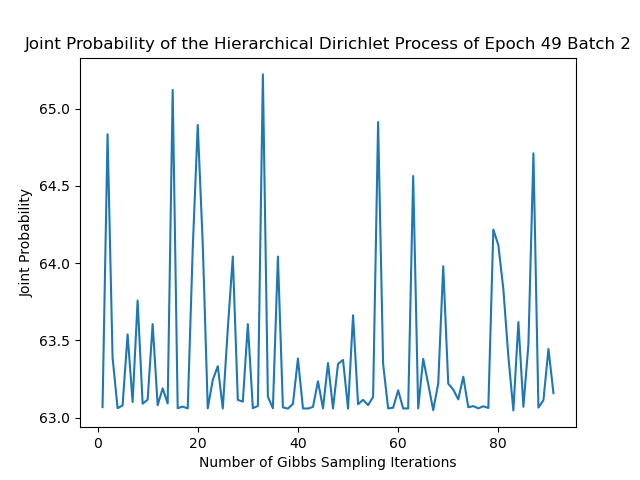 Joint Probability of the Hierarchical Dirichlet Process of Epoch 49 Batch 2
65.0
64.5
64.0
63.5
63.0
Joint Probability
0 20 40 60 80
Number of Gibbs Sampling Iterations